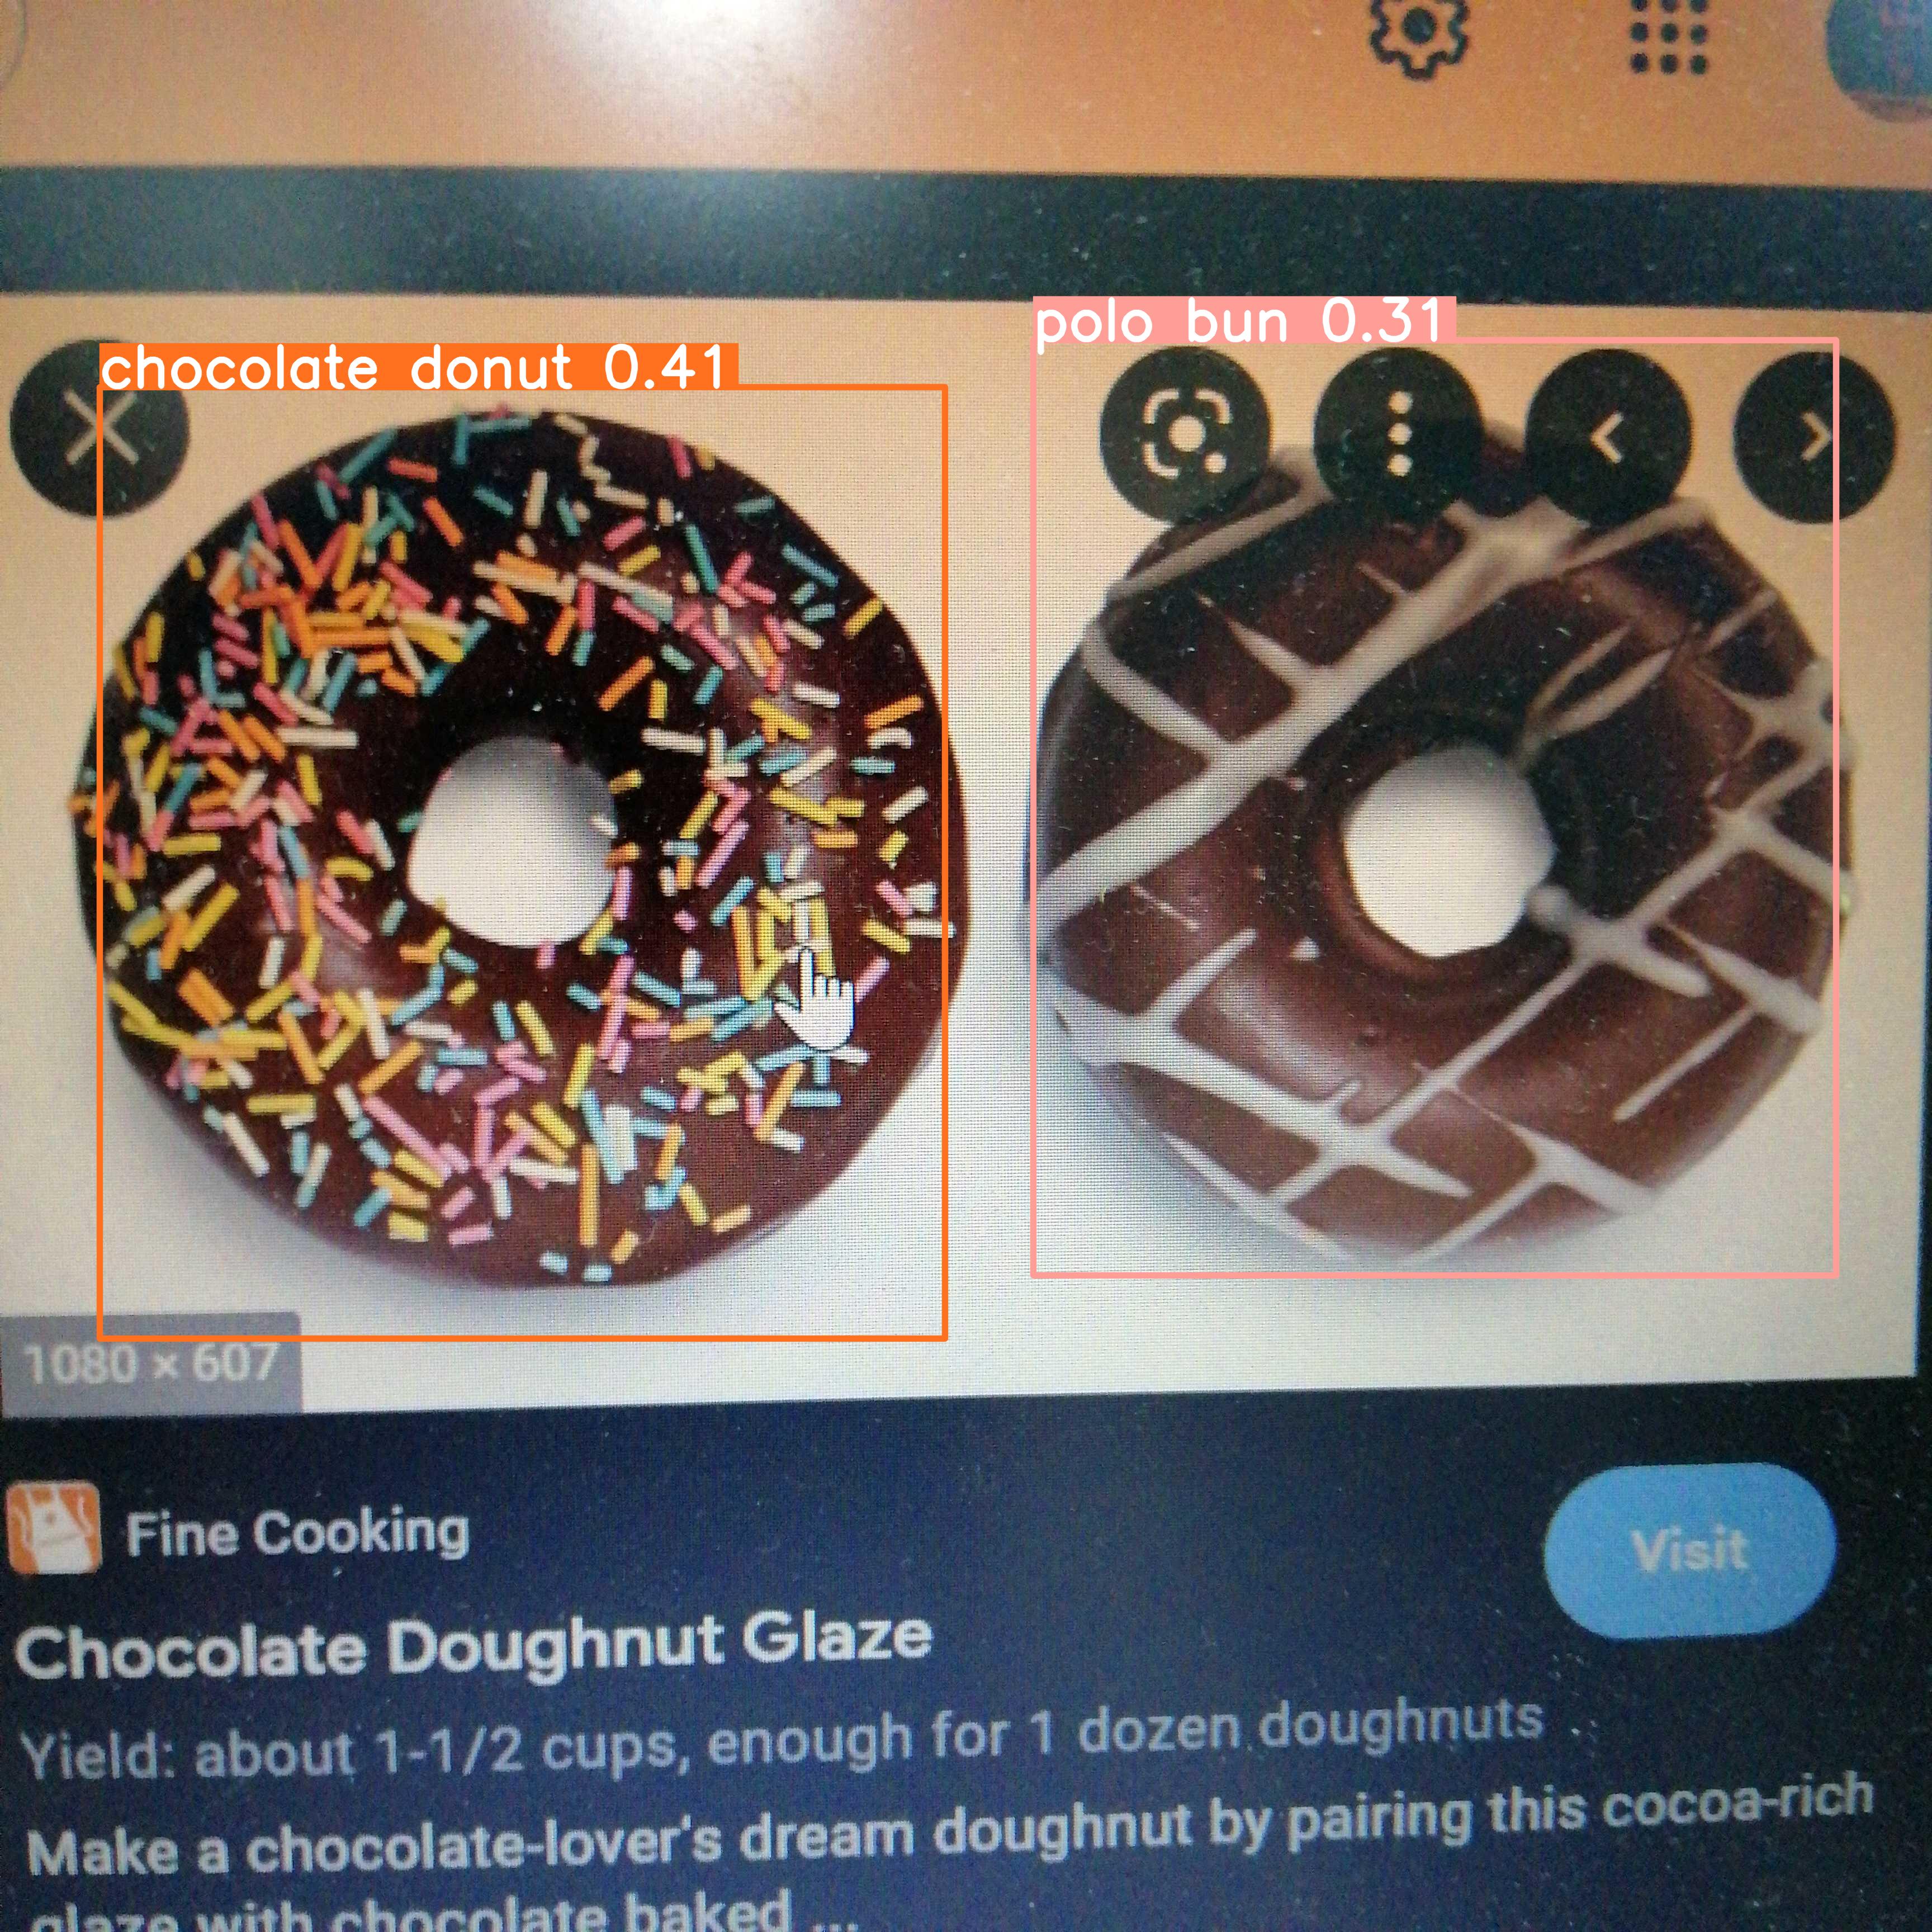 polo bun 0.31
chocolate donut 0.41
1080 × 607
Fine Cooking
Visit
Chocolate Doughnut Glaze
Yield: about 1-1/2 cups, enough for 1 dozen doughnuts
Make a chocolate-lover's dream doughnut by pairing this cocoa-rich
glaze with chocolate baked ...